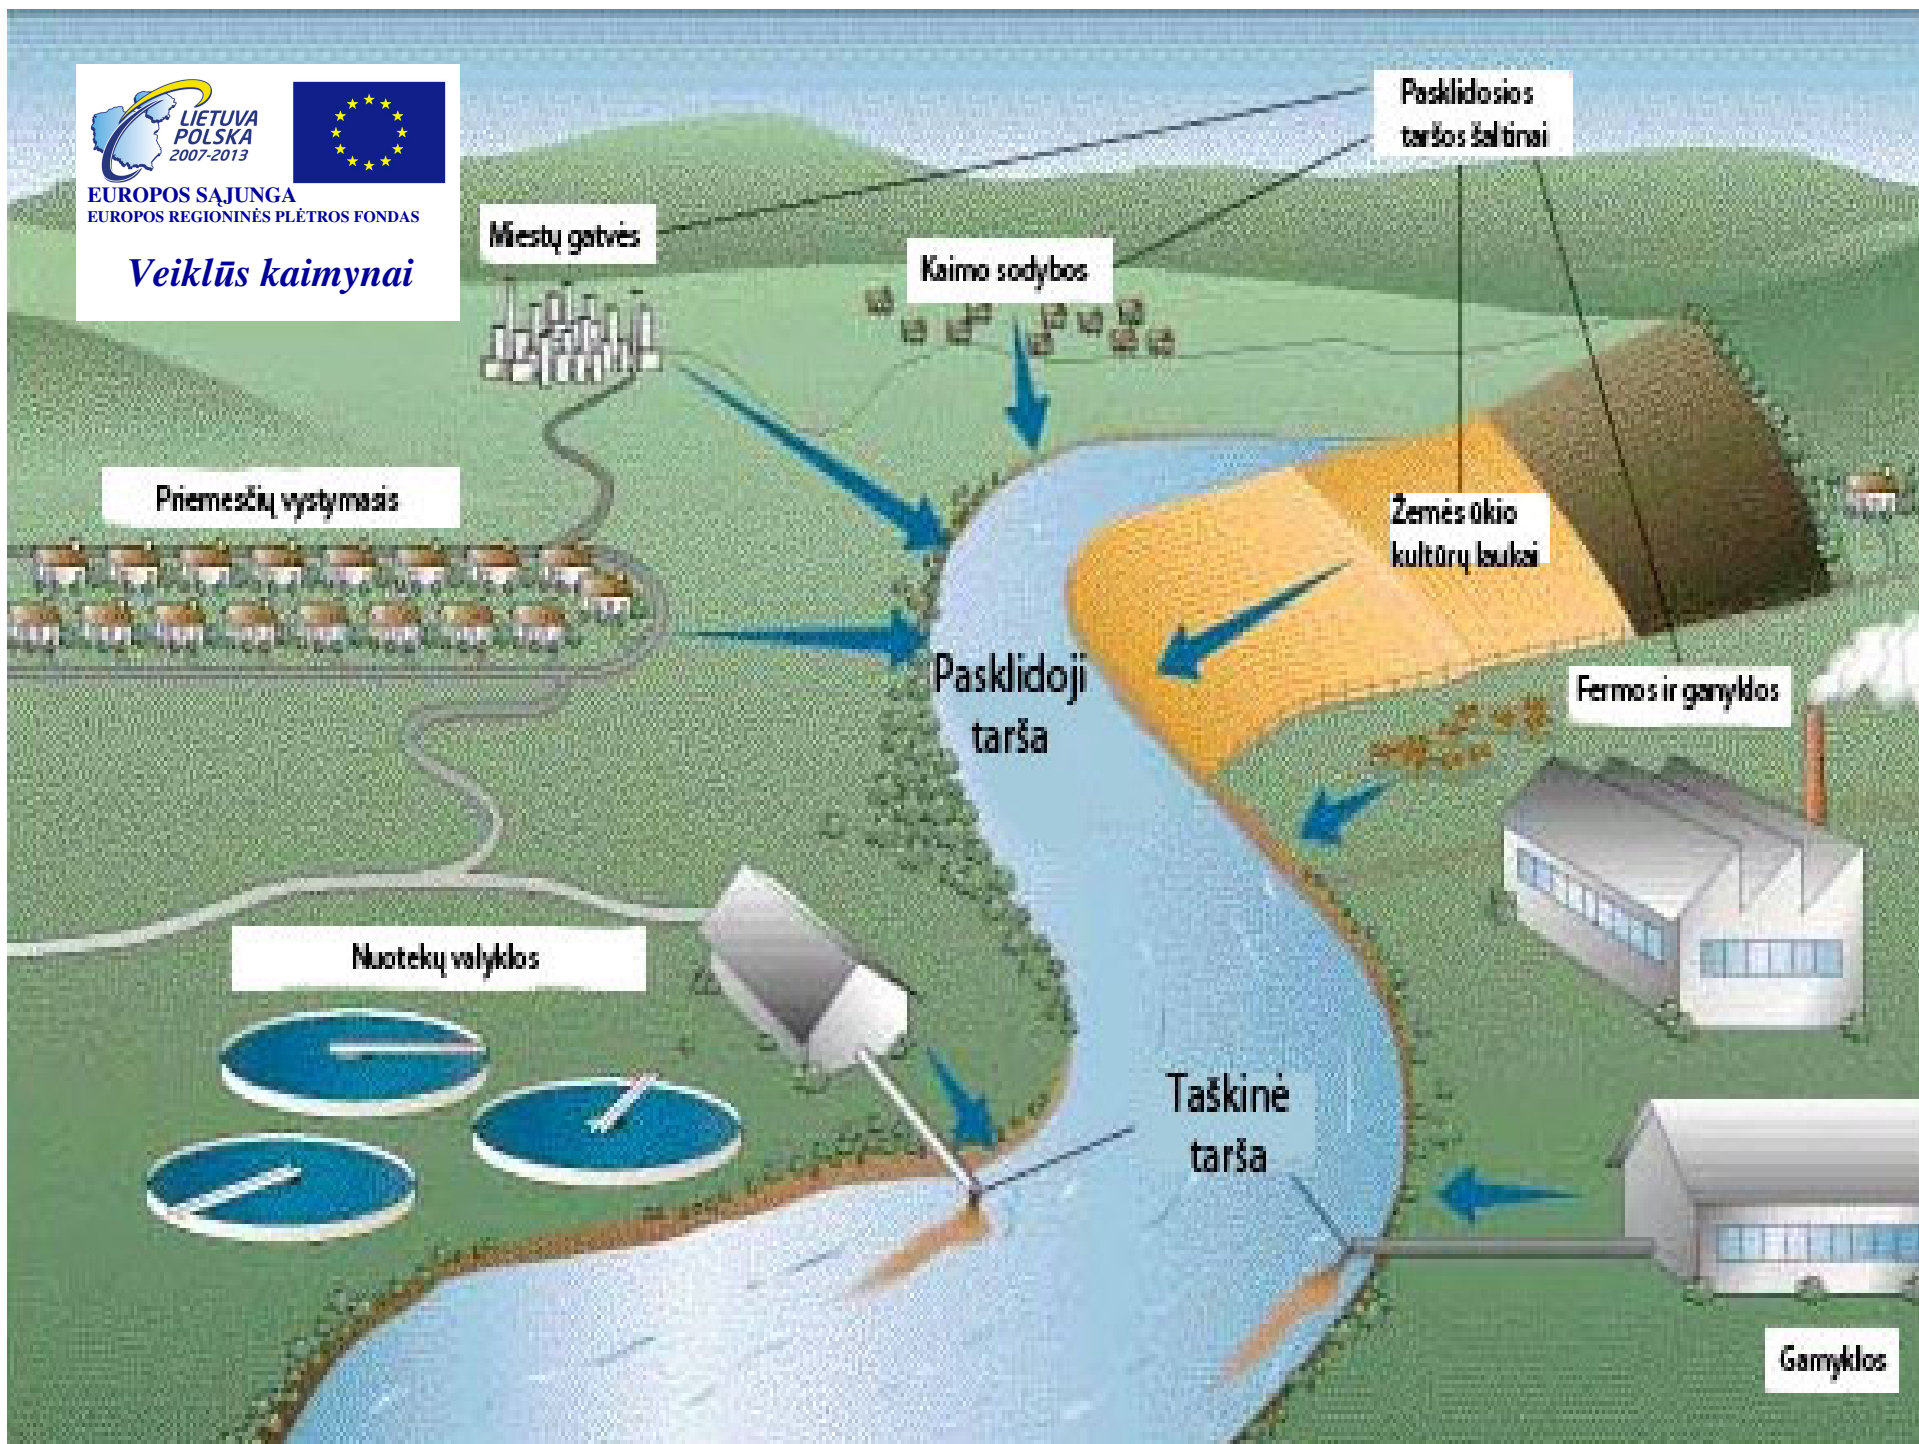 LIETUVA
POLSKA
2007-2013
EUROPOS SĄJUNGA
EUROPOS REGIONINĖS PLĖTROS FONDAS
Veiklūs kaimynai
Pasklidosios
taršos šaltinai
Miestų gatvės
Kaimo sodybos
Priemesčių vystymasis
Žemės ūkio
kultūrų laukai
Pasklidoji
tarša
Fermos ir ganyklos
Nuotekų valyklos
Taškinė
tarša
Gamyklos